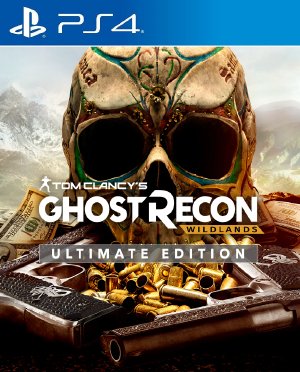 PS4
TOM CLANCY'S
GHOST RECON
WILDLANDS
ULTIMATE EDITION